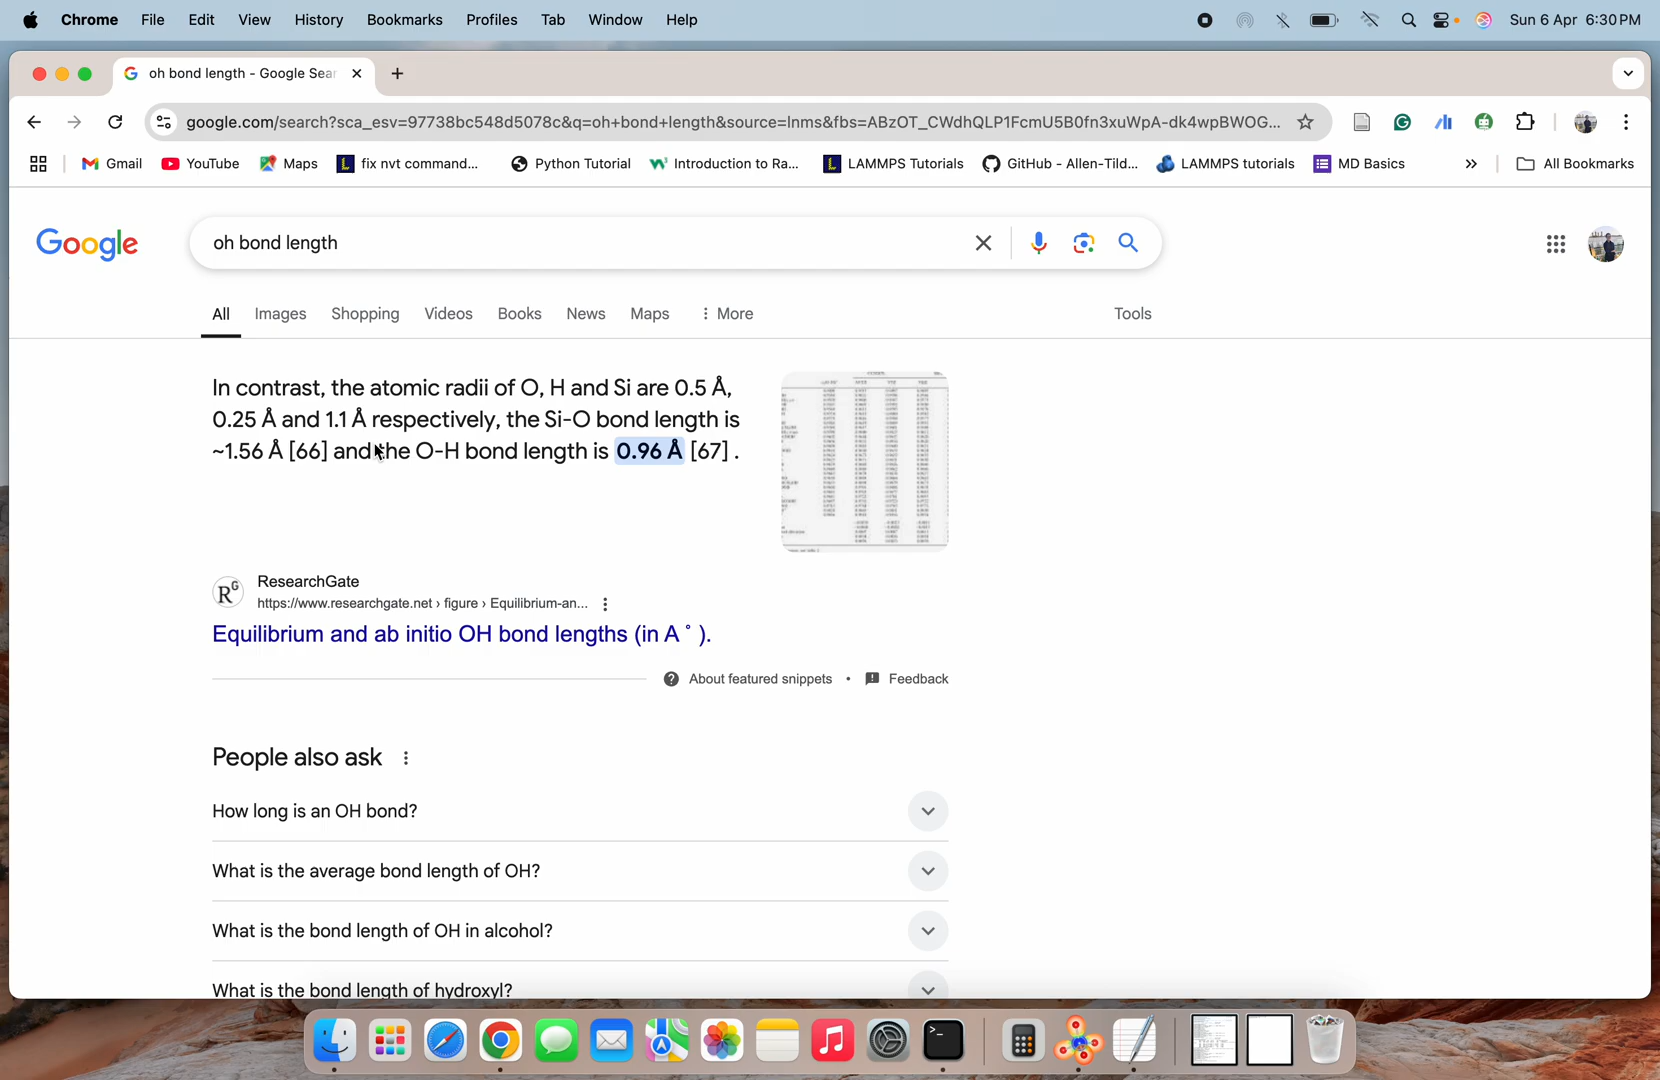 Chrome File Edit View History Bookmarks Profiles Tab Window Help Sun 6 Apr 6:30 PM
oh bond length - Google Sear
google.com/search?sca_esv=97738bc548d5078c&q=oh+bond+length&source=lnms&fbs=ABzOT_CWdhQLP1FcmU5B0fn3xuWpA-dk4wpBWOG...
Gmail YouTube Maps fix nvt command... Python Tutorial Introduction to Ra... LAMMPS Tutorials GitHub - Allen-Tild... LAMMPS tutorials MD Basics » All Bookmarks
Google oh bond length
All Images Shopping Videos Books News Maps More Tools
In contrast, the atomic radii of O, H and Si are 0.5 Å,
0.25 Å and 1.1 Å respectively, the Si-O bond length is
~1.56 Å [66] and the O-H bond length is 0.96 Å [67] .
ResearchGate
https://www.researchgate.net › figure › Equilibrium-an...
Equilibrium and ab initio OH bond lengths (in A ˚ ).
About featured snippets • Feedback
People also ask
How long is an OH bond?
What is the average bond length of OH?
What is the bond length of OH in alcohol?
What is the bond length of hydroxyl?